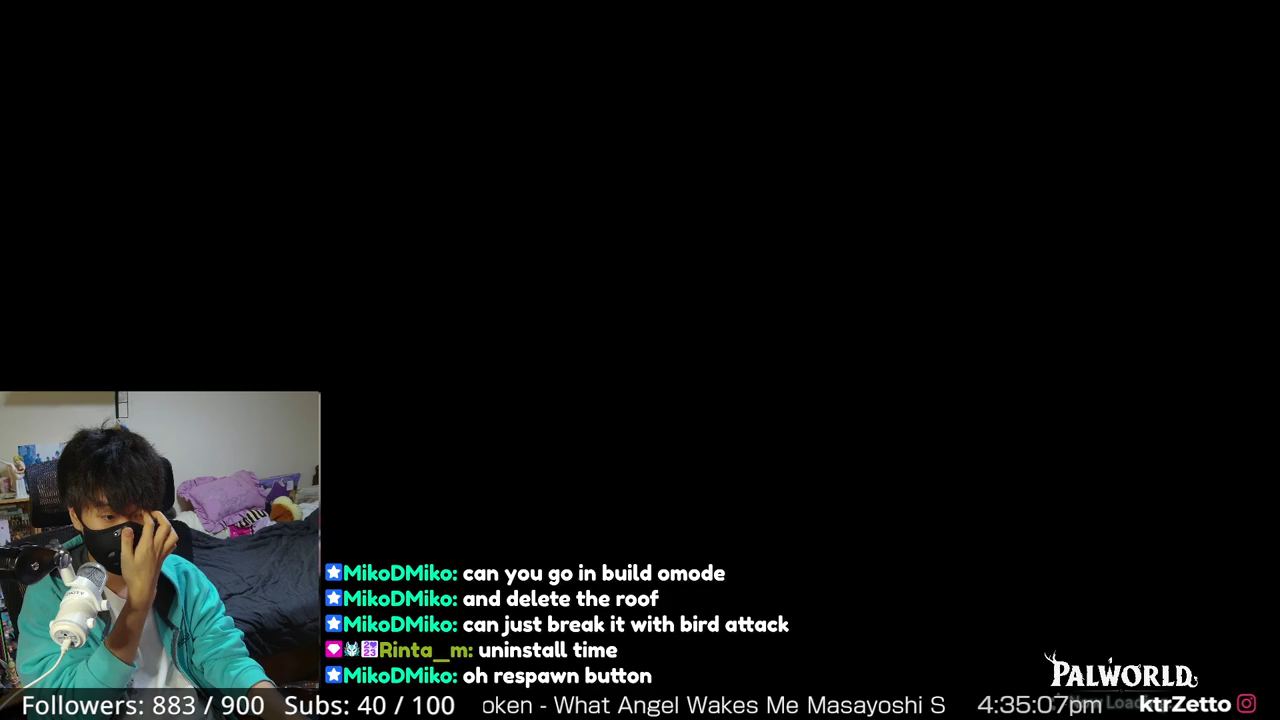 MikoDMiko: can you go in build omode
MikoDMiko: and delete the roof
MikoDMiko: can just break it with bird attack
Rinta__m: uninstall time
MikoDMiko: oh respawn button
PALWORLD
Followers: 883 / 900 Subs: 40 / 100 oken - What Angel Wakes Me Masayoshi S 4:35:07pm ktrZetto